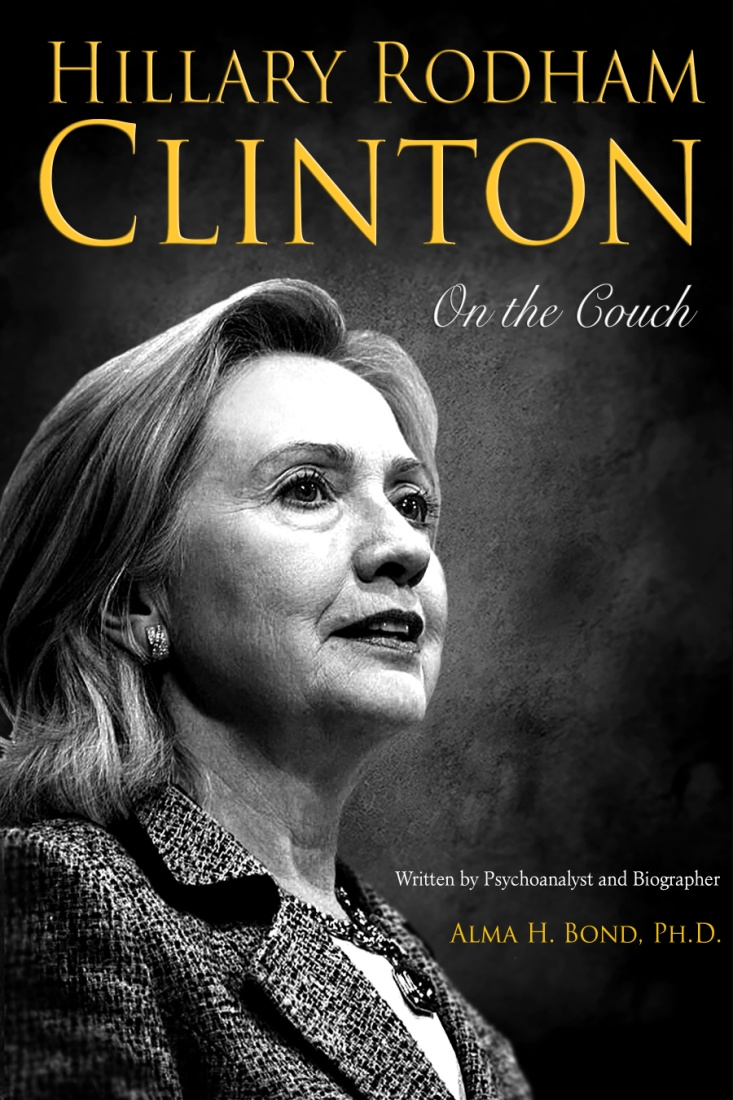 Hillary Rodham
Clinton
On the Couch
Written by Psychoanalyst and Biographer
Alma H. Bond, Ph.D.